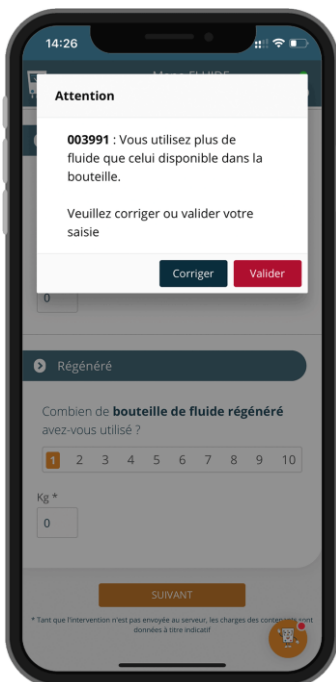 14:26
Attention
003991 : Vous utilisez plus de
fluide que celui disponible dans la
bouteille.
Veuillez corriger ou valider votre
saisie
Corriger
Valider
0
Régénéré
Combien de bouteille de fluide régénéré
avez-vous utilisé ?
1 2 3 4 5 6 7 8 9 10
Kg *
0
SUIVANT
* Tant que l'intervention n'est pas envoyée au serveur, les charges des contenants sont
données à titre indicatif